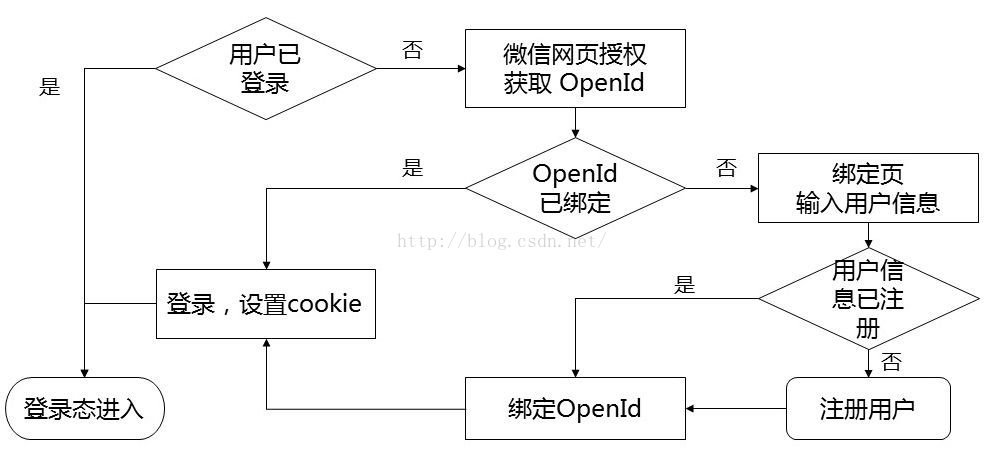 用户已
登录
否
微信网页授权
获取 OpenId
是
是
OpenId
已绑定
否
绑定页
输入用户信息
http://blog.csdn.net/
登录，设置cookie
是
用户信
息已注
册
否
登录态进入
绑定OpenId
注册用户